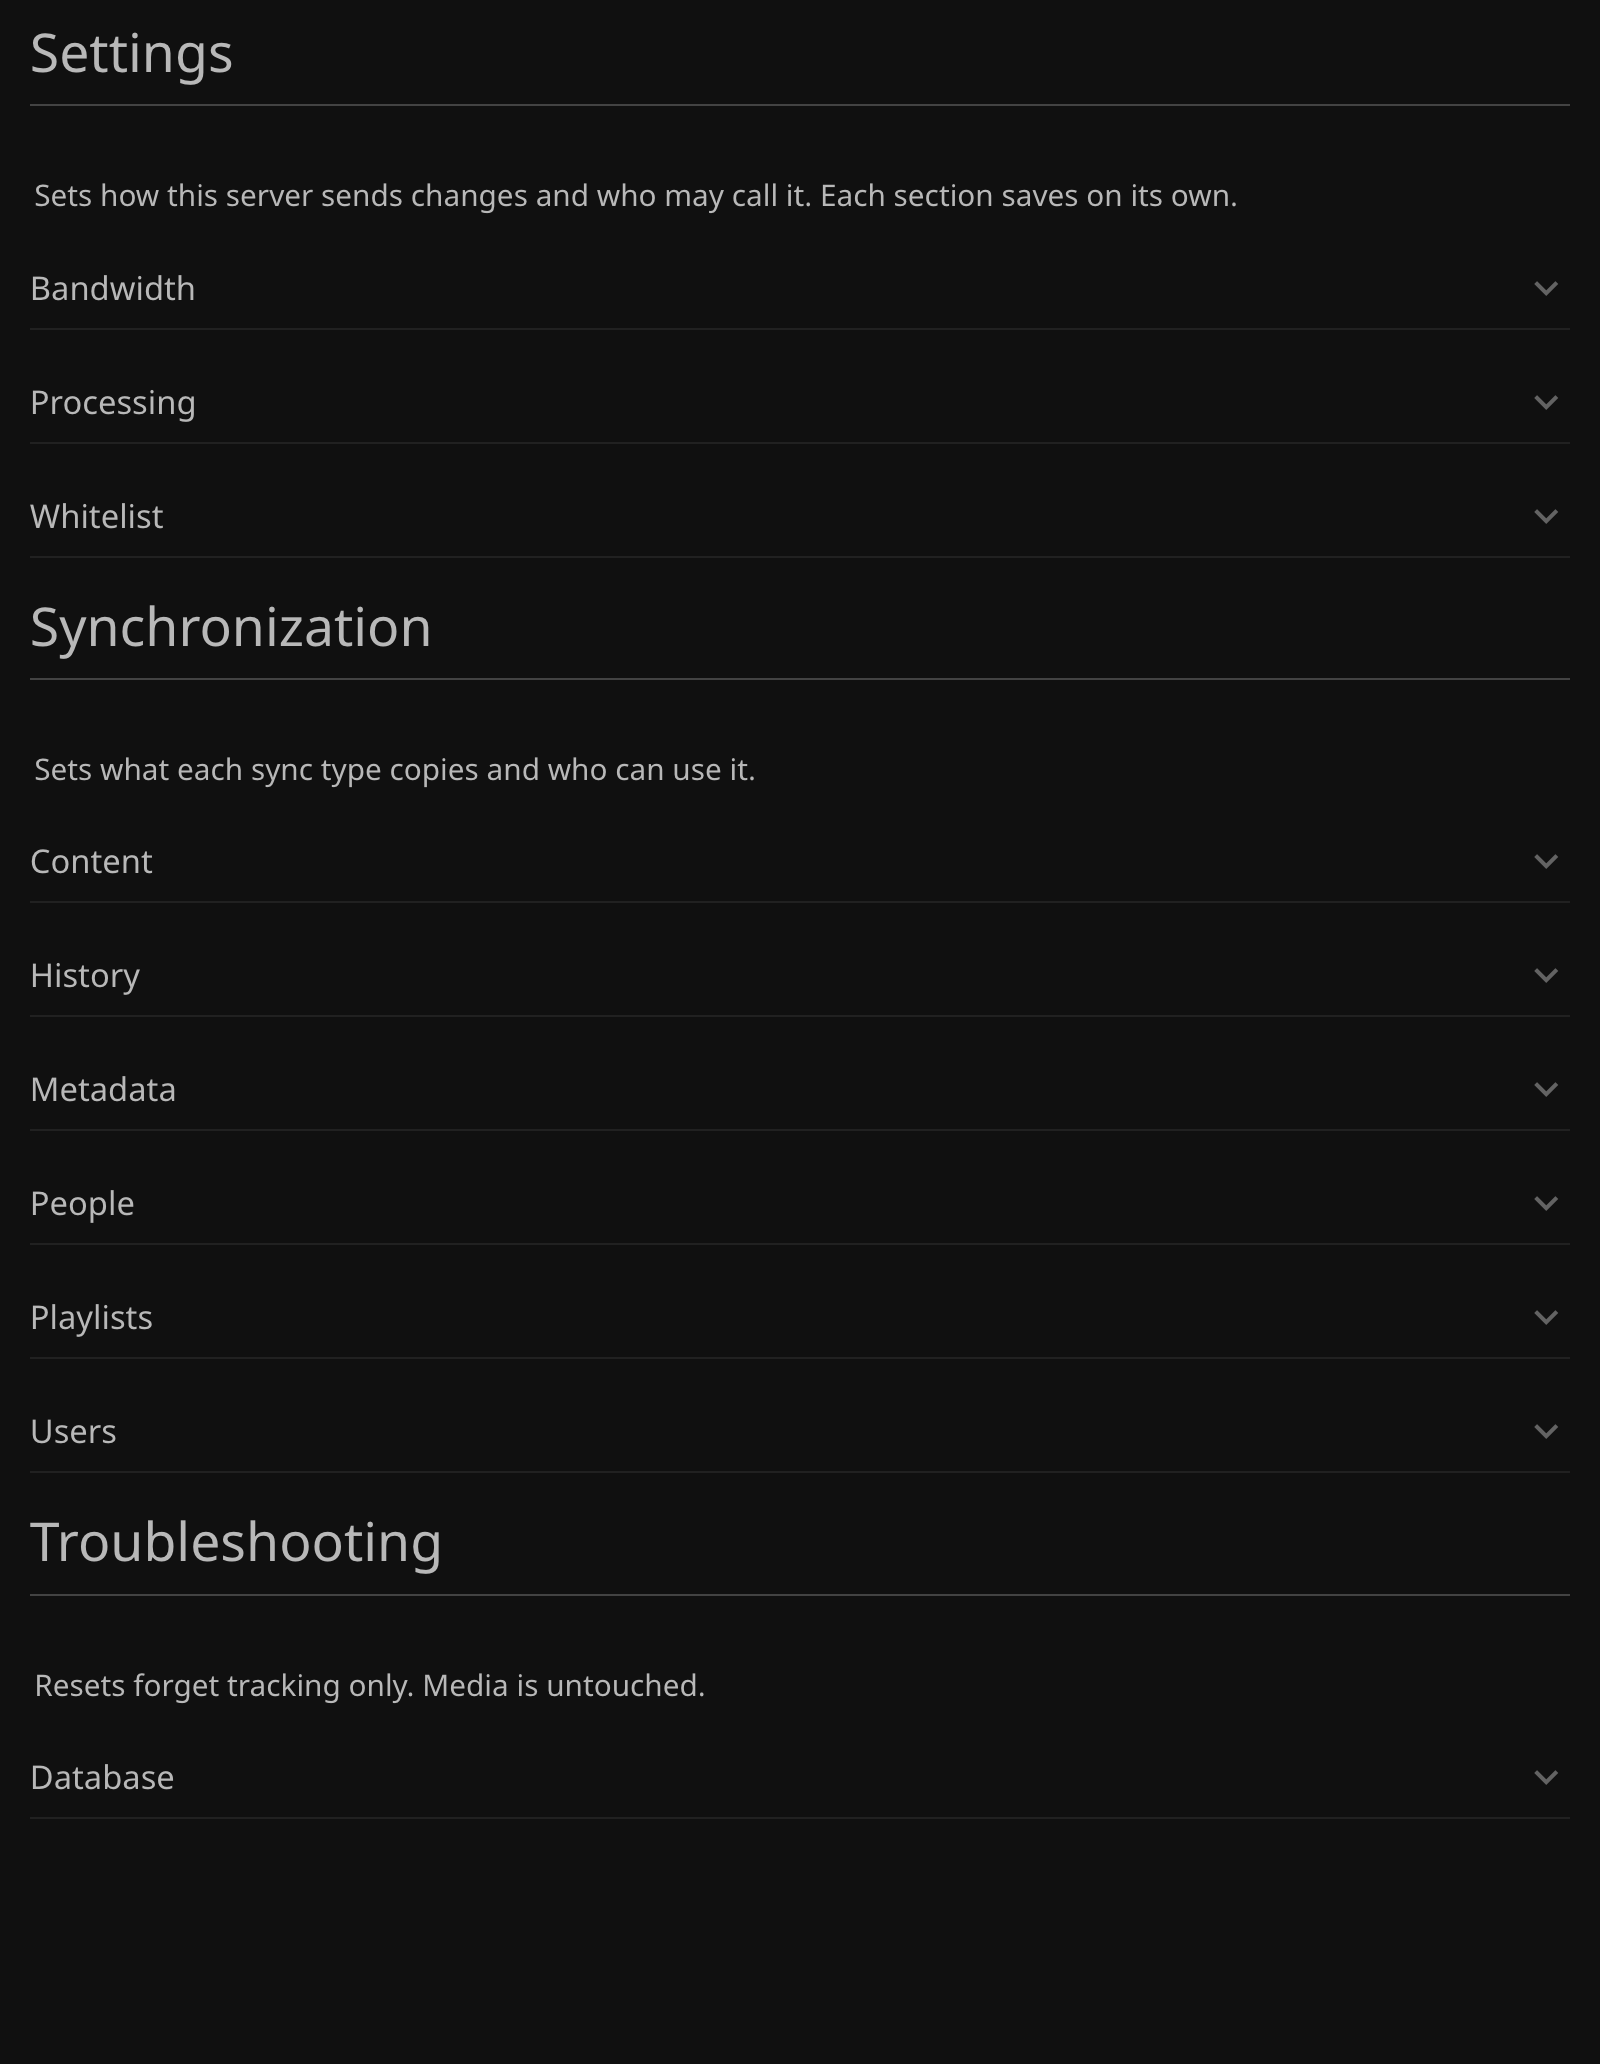 Settings
Sets how this server sends changes and who may call it. Each section saves on its own.
Bandwidth
Processing
Whitelist
Synchronization
Sets what each sync type copies and who can use it.
Content
History
Metadata
People
Playlists
Users
Troubleshooting
Resets forget tracking only. Media is untouched.
Database